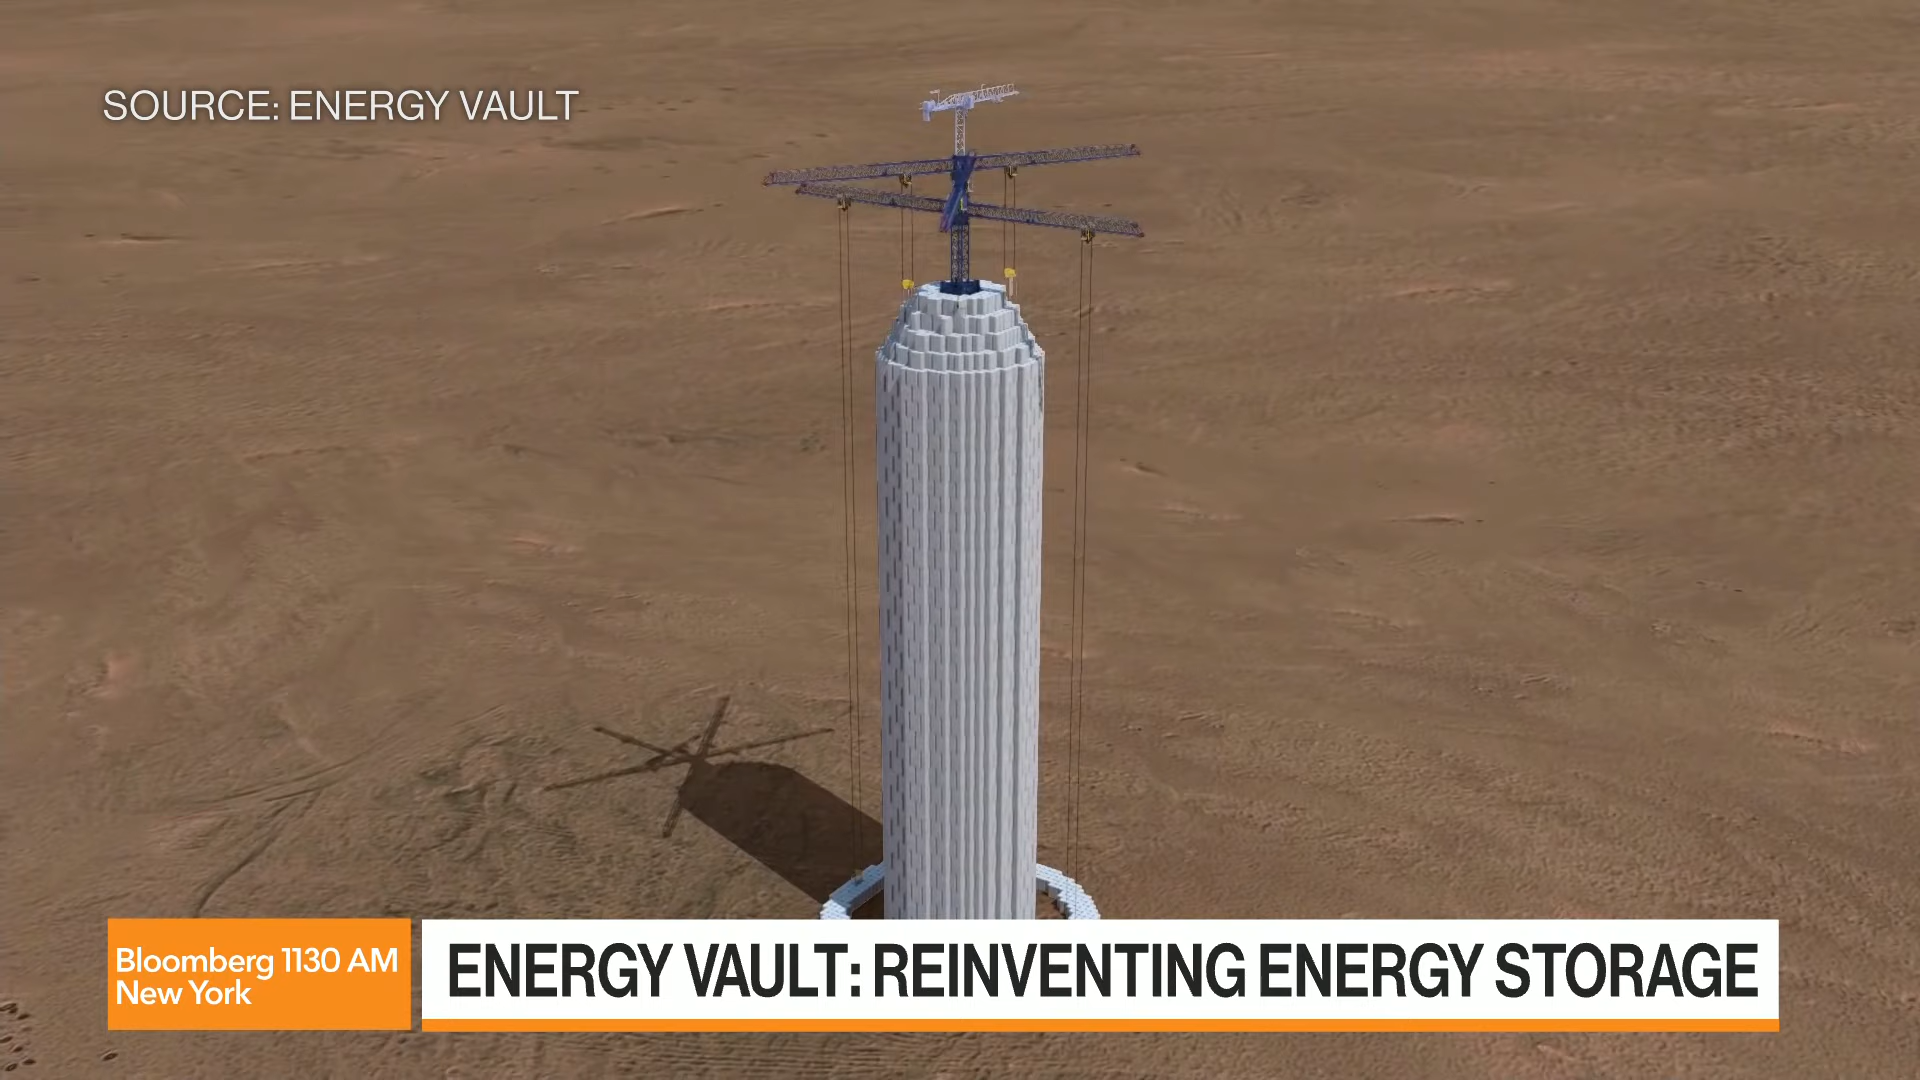 SOURCE: ENERGY VAULT
Bloomberg 1130 AM
New York
ENERGY VAULT: REINVENTING ENERGY STORAGE